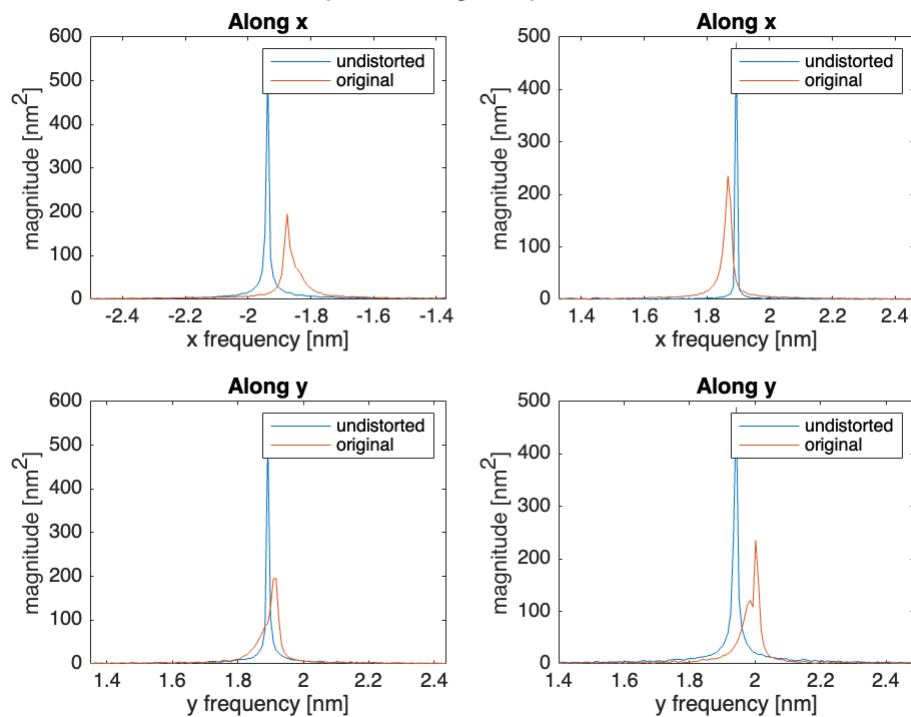 Along x
600
500
400
300
200
100
0
magnitude [nm2]
undistorted
original
-2.4 -2.2 -2 -1.8 -1.6 -1.4
x frequency [nm]
Along x
500
400
300
200
100
0
magnitude [nm2]
undistorted
original
1.4 1.6 1.8 2 2.2 2.4
x frequency [nm]
Along y
600
500
400
300
200
100
0
magnitude [nm2]
undistorted
original
1.4 1.6 1.8 2 2.2 2.4
y frequency [nm]
Along y
500
400
300
200
100
0
magnitude [nm2]
undistorted
original
1.4 1.6 1.8 2 2.2 2.4
y frequency [nm]